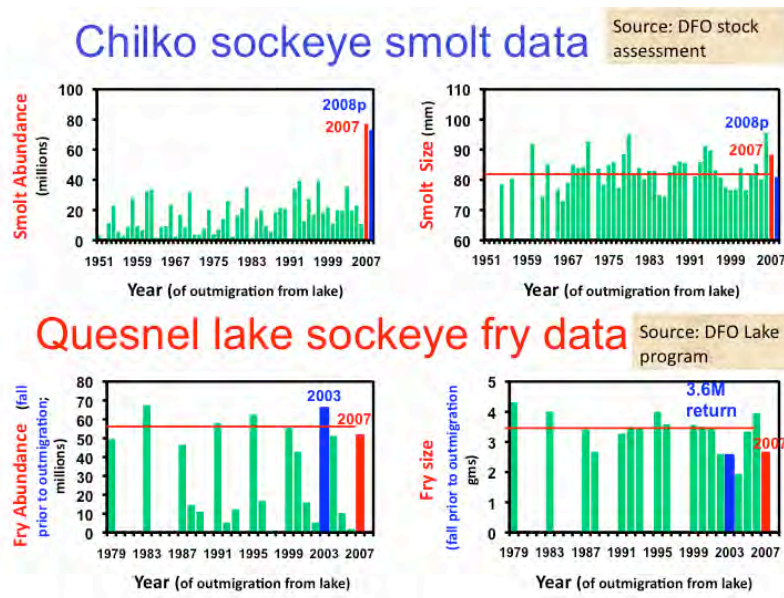 Chilko sockeye smolt data
Source: DFO stock
assessment
Smolt Abundance
(millions)
100
80
60
40
20
0
2008p
2007
1951 1959 1967 1975 1983 1991 1999 2007
Year (of outmigration from lake)
Smolt Size (mm)
110
100
90
80
70
60
2008p
2007
1951 1959 1967 1975 1983 1991 1999 2007
Year (of outmigration from lake)
Quesnel lake sockeye fry data
Source: DFO Lake
program
Fry Abundance (fall
prior to outmigration;
millions)
80
70
60
50
40
30
20
10
0
2003
2007
1979 1983 1987 1991 1995 1999 2003 2007
Year (of outmigration from lake)
Fry size
(fall prior to outmigration
gms)
5
4
3
2
1
0
3.6M
return
2007
1979 1983 1987 1991 1995 1999 2003 2007
Year (of outmigration from lake)